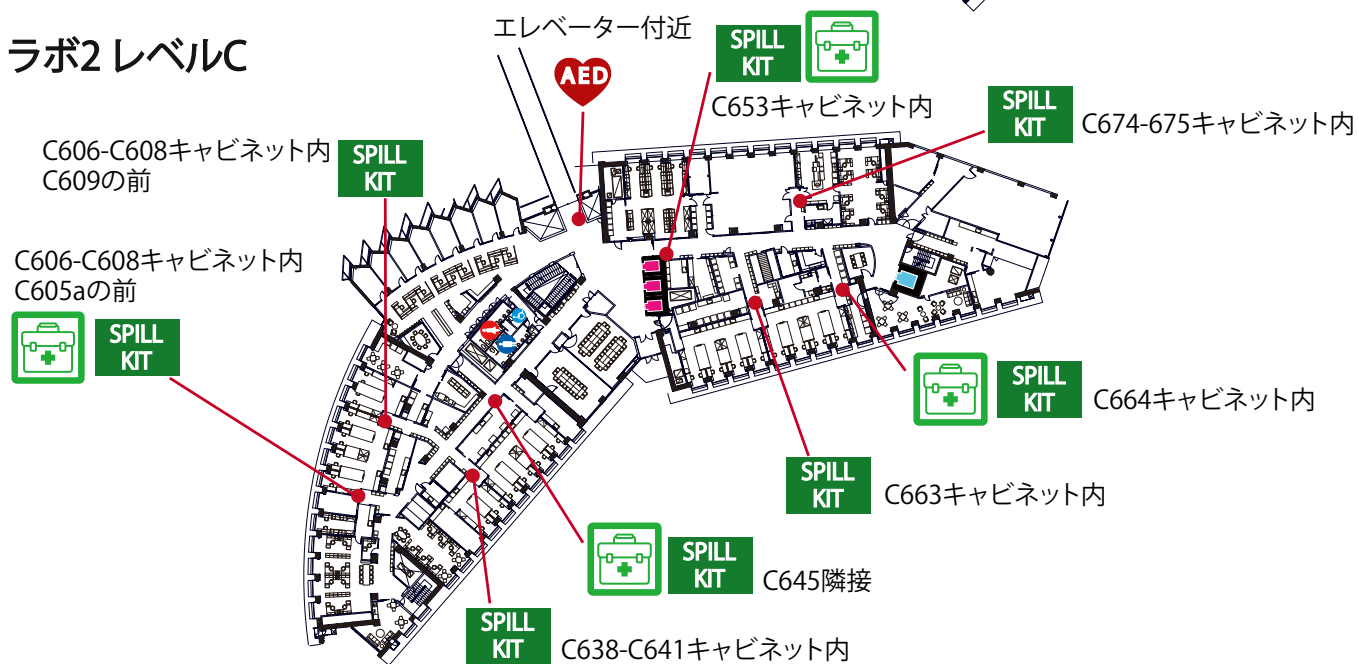 エレベーター付近
ラボ2 レベルC
AED
SPILL
KIT
C653キャビネット内
SPILL
KIT
C674-675キャビネット内
C606-C608キャビネット内
C609の前
SPILL
KIT
C606-C608キャビネット内
C605aの前
SPILL
KIT
SPILL
KIT
C664キャビネット内
SPILL
KIT
C663キャビネット内
SPILL
KIT
C645隣接
SPILL
KIT
C638-C641キャビネット内